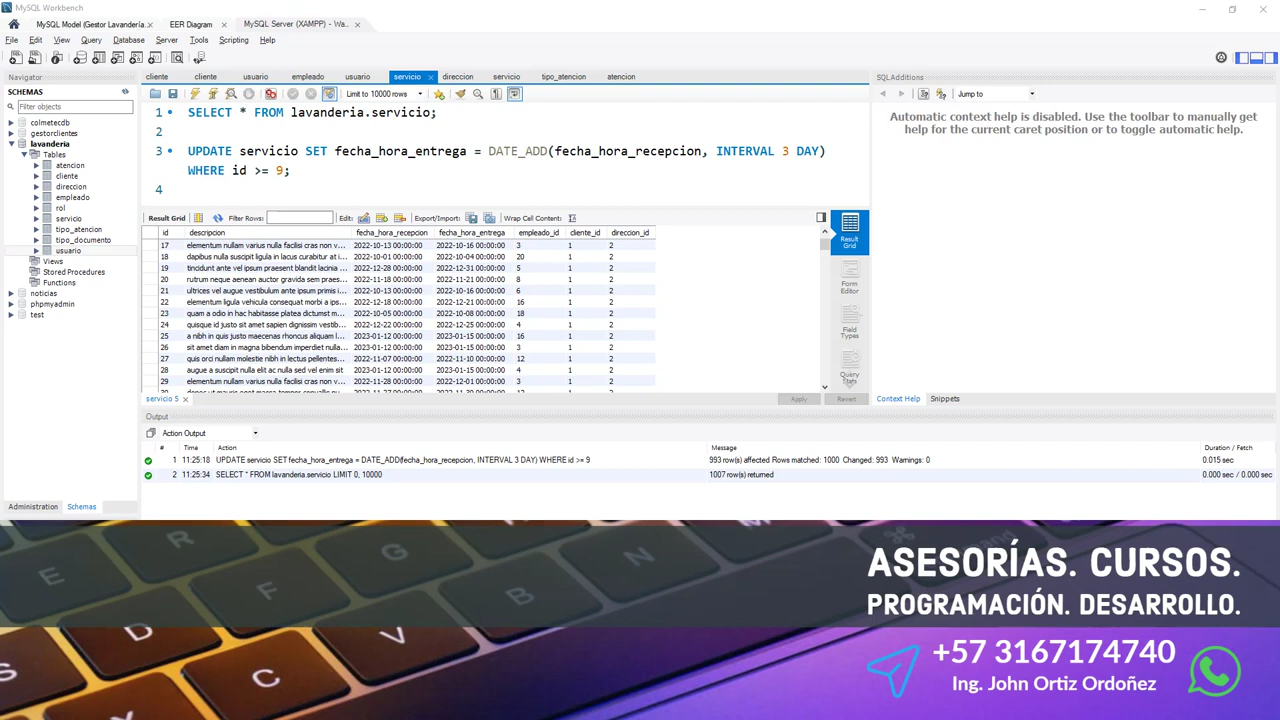 MySQL Workbench
MySQL Model (Gestor Lavandería.
EER Diagram
MySQL Server (XAMPP) - Wa..
File Edit View Query Database Server Tools Scripting Help
Navigator
SCHEMAS
Filter objects
colmetecdb
gestorclientes
lavanderia
Tables
atencion
cliente
direccion
empleado
rol
servicio
tipo_atencion
tipo_documento
usuario
Views
Stored Procedures
Functions
noticias
phpmyadmin
test
Administration Schemas
cliente cliente usuario empleado usuario servicio direccion servicio tipo_atencion atencion
Limit to 10000 rows
1 SELECT * FROM lavanderia.servicio;
2
3 UPDATE servicio SET fecha_hora_entrega = DATE_ADD(fecha_hora_recepcion, INTERVAL 3 DAY)
WHERE id >= 9;
4
Result Grid Filter Rows: Edit: Export/Import: Wrap Cell Content:
id descripcion fecha_hora_recepcion fecha_hora_entrega empleado_id cliente_id direccion_id
17 elementum nullam varius nulla facilisi cras non v... 2022-10-13 00:00:00 2022-10-16 00:00:00 3 1 2
18 dapibus nulla suscipit ligula in lacus curabitur at i... 2022-10-01 00:00:00 2022-10-04 00:00:00 20 1 2
19 tincidunt ante vel ipsum praesent blandit lacinia ... 2022-12-28 00:00:00 2022-12-31 00:00:00 5 1 2
20 rutrum neque aenean auctor gravida sem praes... 2022-11-18 00:00:00 2022-11-21 00:00:00 8 1 2
21 ultrices vel augue vestibulum ante ipsum primis i... 2022-10-13 00:00:00 2022-10-16 00:00:00 6 1 2
22 elementum ligula vehicula consequat morbi a ips... 2022-12-18 00:00:00 2022-12-21 00:00:00 16 1 2
23 quam a odio in hac habitasse platea dictumst m... 2022-10-05 00:00:00 2022-10-08 00:00:00 18 1 2
24 quisque id justo sit amet sapien dignissim vestib... 2022-12-22 00:00:00 2022-12-25 00:00:00 4 1 2
25 a nibh in quis justo maecenas rhoncus aliquam l... 2023-01-12 00:00:00 2023-01-15 00:00:00 16 1 2
26 sit amet diam in magna bibendum imperdiet nulla... 2023-01-12 00:00:00 2023-01-15 00:00:00 3 1 2
27 quis orci nullam molestie nibh in lectus pellentes... 2022-11-07 00:00:00 2022-11-10 00:00:00 12 1 2
28 augue a suscipit nulla elit ac nulla sed vel enim sit 2023-01-12 00:00:00 2023-01-15 00:00:00 4 1 2
29 elementum nullam varius nulla facilisi cras non v... 2022-11-28 00:00:00 2022-12-01 00:00:00 3 1 2
Result
Grid
Form
Editor
Field
Types
Query
Stats
servicio 5
Apply Revert
SQLAdditions
Jump to
Automatic context help is disabled. Use the toolbar to manually get
help for the current caret position or to toggle automatic help.
Context Help Snippets
Output
Action Output
# Time Action Message Duration / Fetch
1 11:25:18 UPDATE servicio SET fecha_hora_entrega = DATE_ADD(fecha_hora_recepcion, INTERVAL 3 DAY) WHERE id >= 9 993 row(s) affected Rows matched: 1000 Changed: 993 Warnings: 0 0.015 sec
2 11:25:34 SELECT * FROM lavanderia.servicio LIMIT 0, 10000 1007 row(s) returned 0.000 sec / 0.000 sec
ASESORÍAS. CURSOS.
PROGRAMACIÓN. DESARROLLO.
+57 3167174740
Ing. John Ortiz Ordoñez